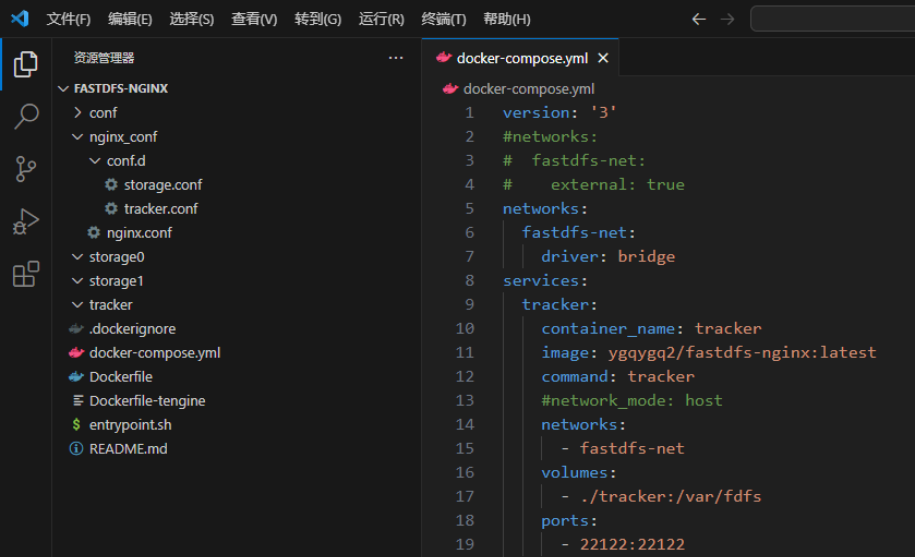 文件(F) 编辑(E) 选择(S) 查看(V) 转到(G) 运行(R) 终端(T) 帮助(H)
资源管理器
FASTDFS-NGINX
conf
nginx_conf
conf.d
storage.conf
tracker.conf
nginx.conf
storage0
storage1
tracker
.dockerignore
docker-compose.yml
Dockerfile
Dockerfile-tengine
entrypoint.sh
README.md
docker-compose.yml
docker-compose.yml
1 version: '3'
2 #networks:
3 #  fastdfs-net:
4 #    external: true
5 networks:
6   fastdfs-net:
7     driver: bridge
8 services:
9   tracker:
10     container_name: tracker
11     image: ygqygq2/fastdfs-nginx:latest
12     command: tracker
13     #network_mode: host
14     networks:
15       - fastdfs-net
16     volumes:
17       - ./tracker:/var/fdfs
18     ports:
19       - 22122:22122